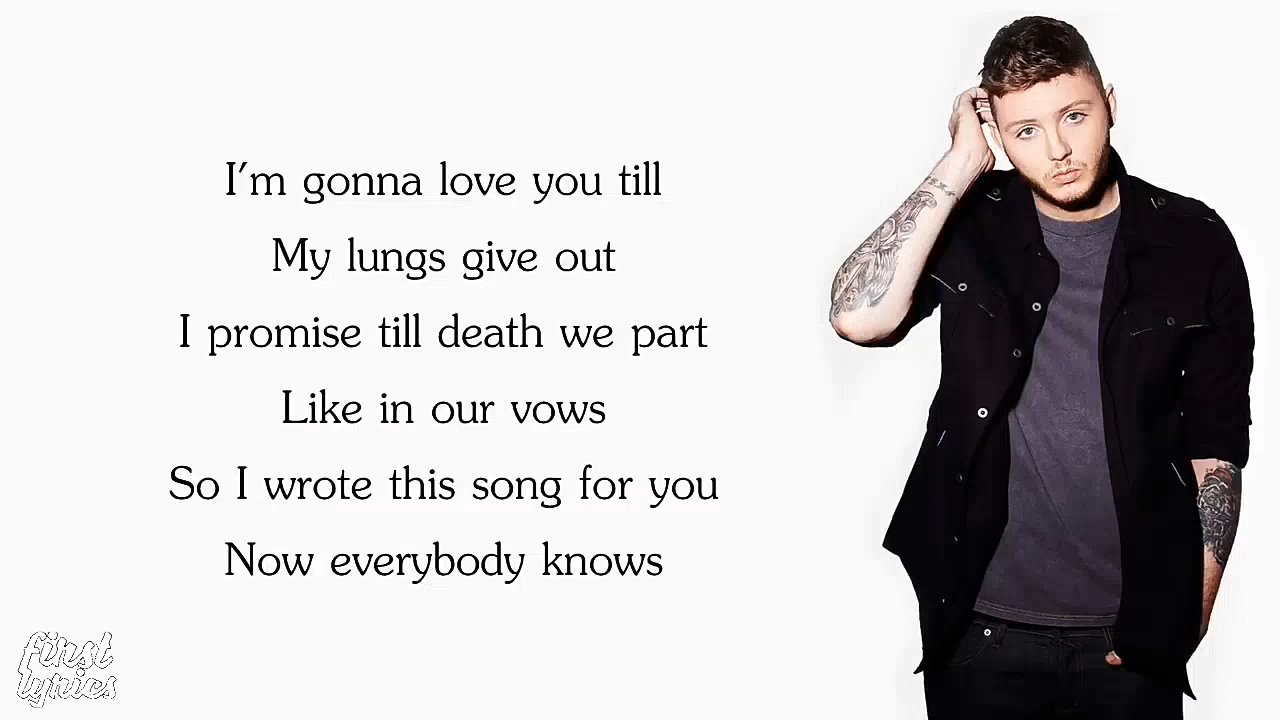 I'm gonna love you till
My lungs give out
I promise till death we part
Like in our vows
So I wrote this song for you
Now everybody knows
first
lyrics